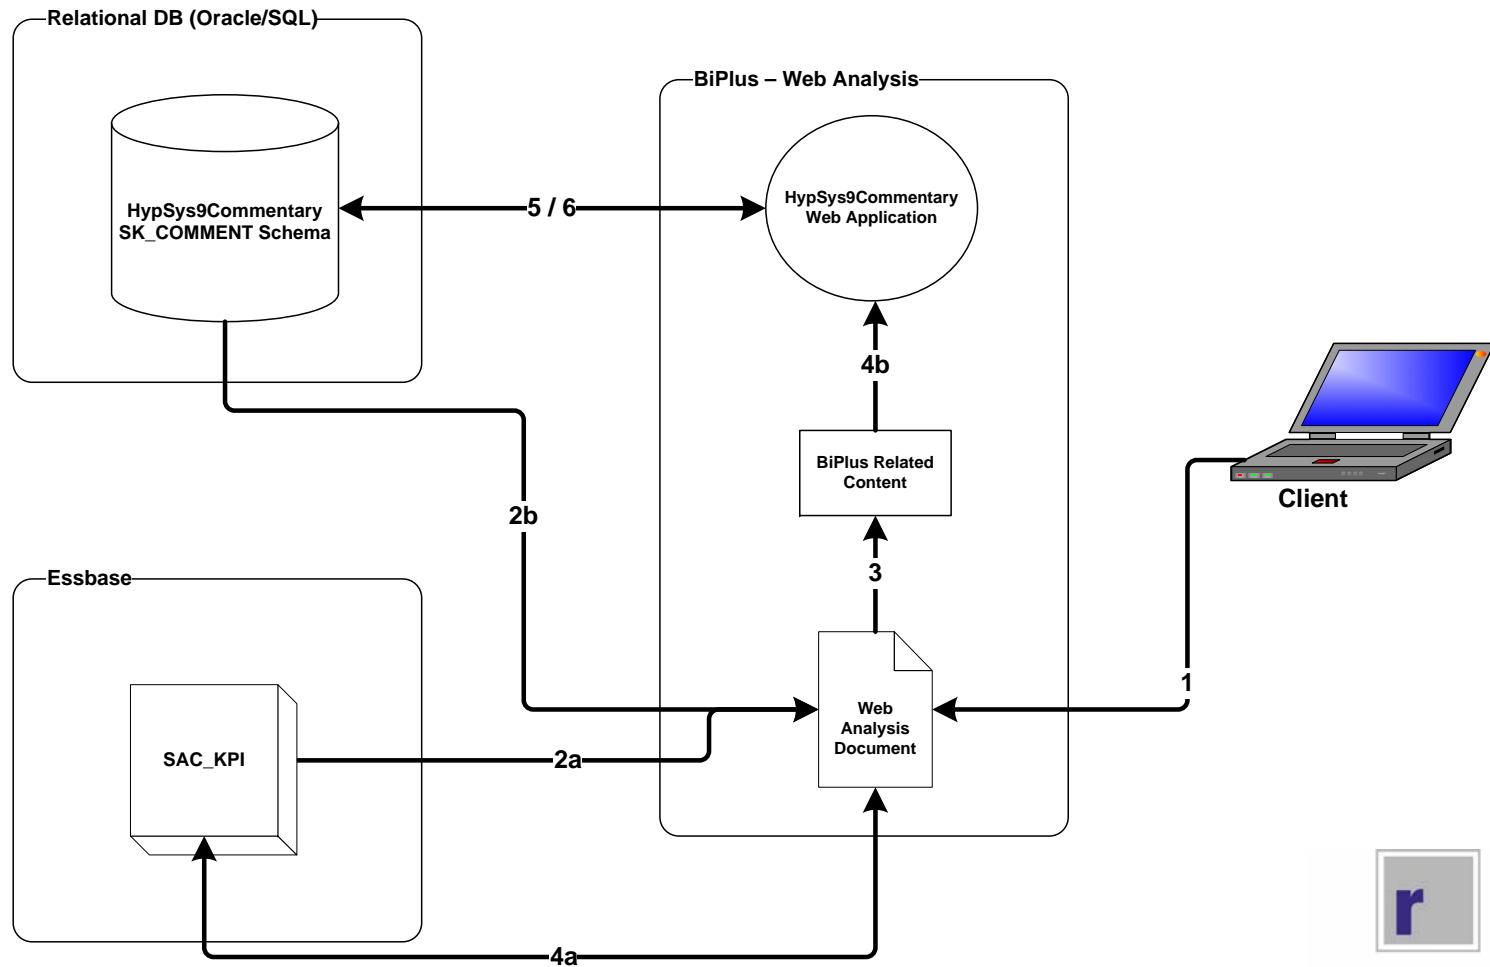 Relational DB (Oracle/SQL)
HypSys9Commentary
SK_COMMENT Schema
BiPlus – Web Analysis
HypSys9Commentary
Web Application
5 / 6
4b
BiPlus Related
Content
Client
2b
3
Essbase
SAC_KPI
2a
Web
Analysis
Document
1
4a
r